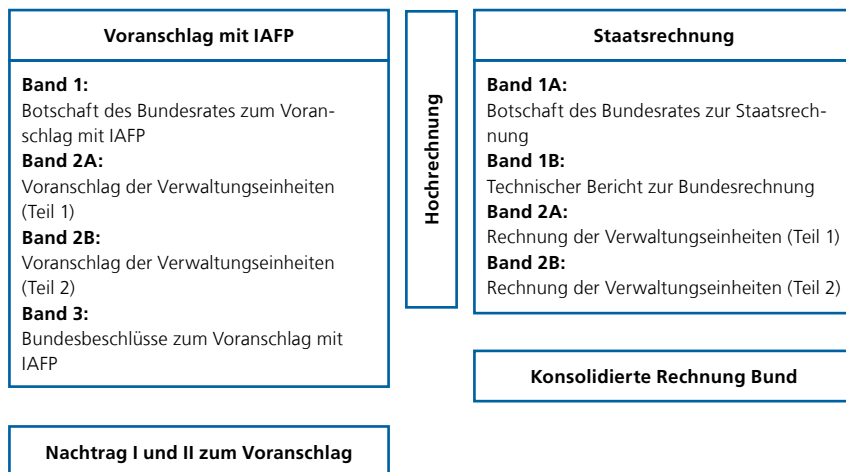 Voranschlag mit IAFP
Band 1:
Botschaft des Bundesrates zum Voran-
schlag mit IAFP
Band 2A:
Voranschlag der Verwaltungseinheiten
(Teil 1)
Band 2B:
Voranschlag der Verwaltungseinheiten
(Teil 2)
Band 3:
Bundesbeschlüsse zum Voranschlag mit
IAFP
Nachtrag I und II zum Voranschlag
Hochrechnung
Staatsrechnung
Band 1A:
Botschaft des Bundesrates zur Staatsrech-
nung
Band 1B:
Technischer Bericht zur Bundesrechnung
Band 2A:
Rechnung der Verwaltungseinheiten (Teil 1)
Band 2B:
Rechnung der Verwaltungseinheiten (Teil 2)
Konsolidierte Rechnung Bund